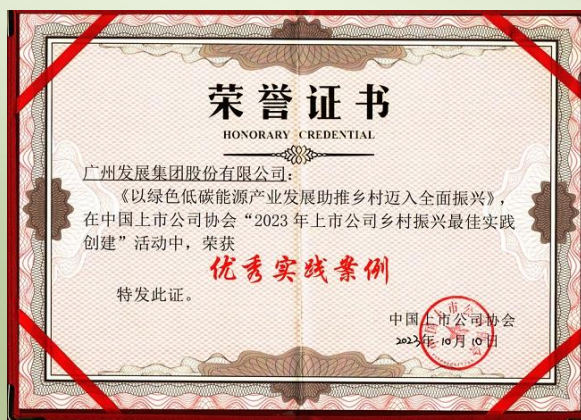 荣誉证书
HONORARY CREDENTIAL
广州发展集团股份有限公司:
《以绿色低碳能源产业发展助推乡村迈入全面振兴》,
在中国上市公司协会“2023年上市公司乡村振兴最佳实践
创建”活动中,荣获
优秀实践案例
特发此证。
中国上市公司协会
2023年10月10日